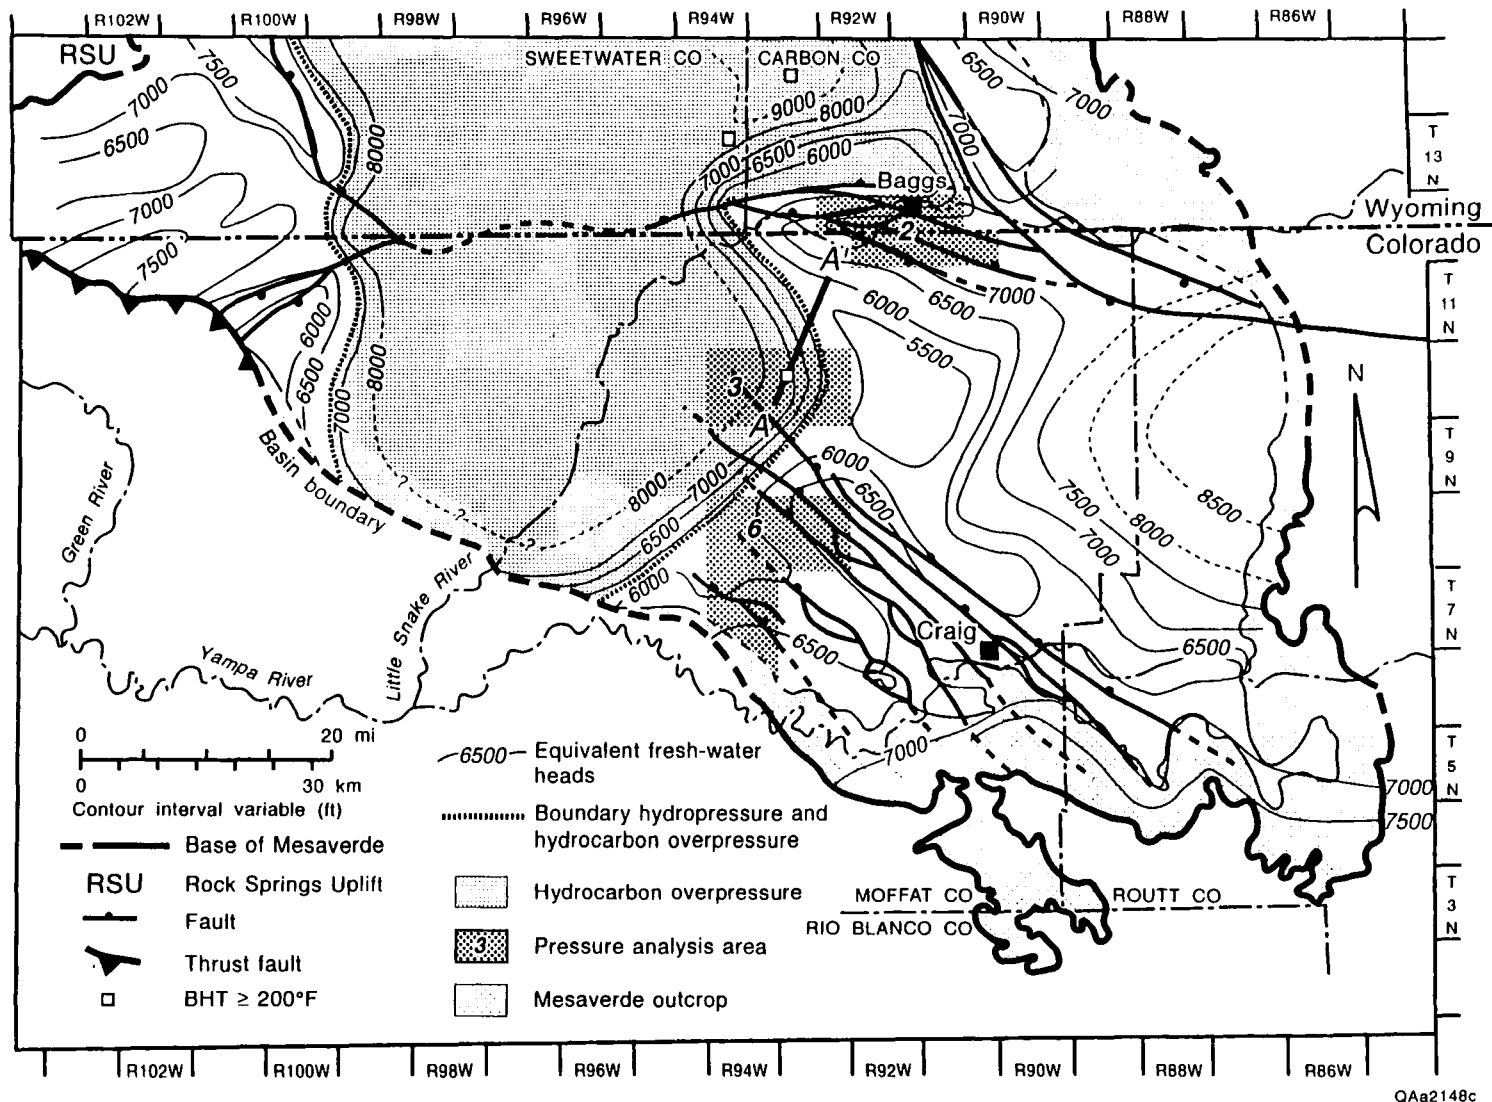 R102W R100W R98W R96W R94W R92W R90W R88W R86W
RSU
SWEETWATER CO
CARBON CO
7500
7000
6500
8000
9000
8000
7000
6500
6000
6500
7000
7000
T
13
N
Baggs
Wyoming
Colorado
7000
7500
2
A'
7000
6500
6000
5500
T
11
N
6000
6500
7000
8000
3
A
N
T
9
N
Basin boundary
Green River
?
?
?
8000
7000
6500
6000
6
6000
6500
7500
7000
8000
8500
T
7
N
Little Snake River
Yampa River
Craig
6500
6500
7000
T
5
N
7000
7500
0 20 mi
0 30 km
Contour interval variable (ft)
Base of Mesaverde
RSU Rock Springs Uplift
Fault
Thrust fault
BHT ≥ 200°F
6500 Equivalent fresh-water
heads
Boundary hydropressure and
hydrocarbon overpressure
Hydrocarbon overpressure
3 Pressure analysis area
Mesaverde outcrop
MOFFAT CO
ROUTT CO
RIO BLANCO CO
T
3
N
R102W R100W R98W R96W R94W R92W R90W R88W R86W
QAa2148c